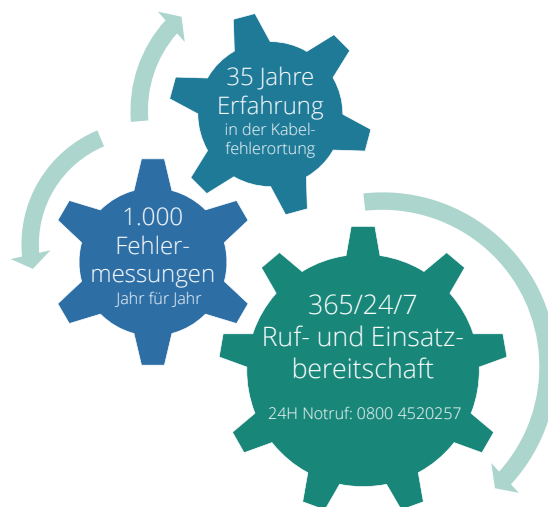 35 Jahre
Erfahrung
in der Kabel-
fehlerortung
1.000
Fehler-
messungen
Jahr für Jahr
365/24/7
Ruf- und Einsatz-
bereitschaft
24H Notruf: 0800 4520257